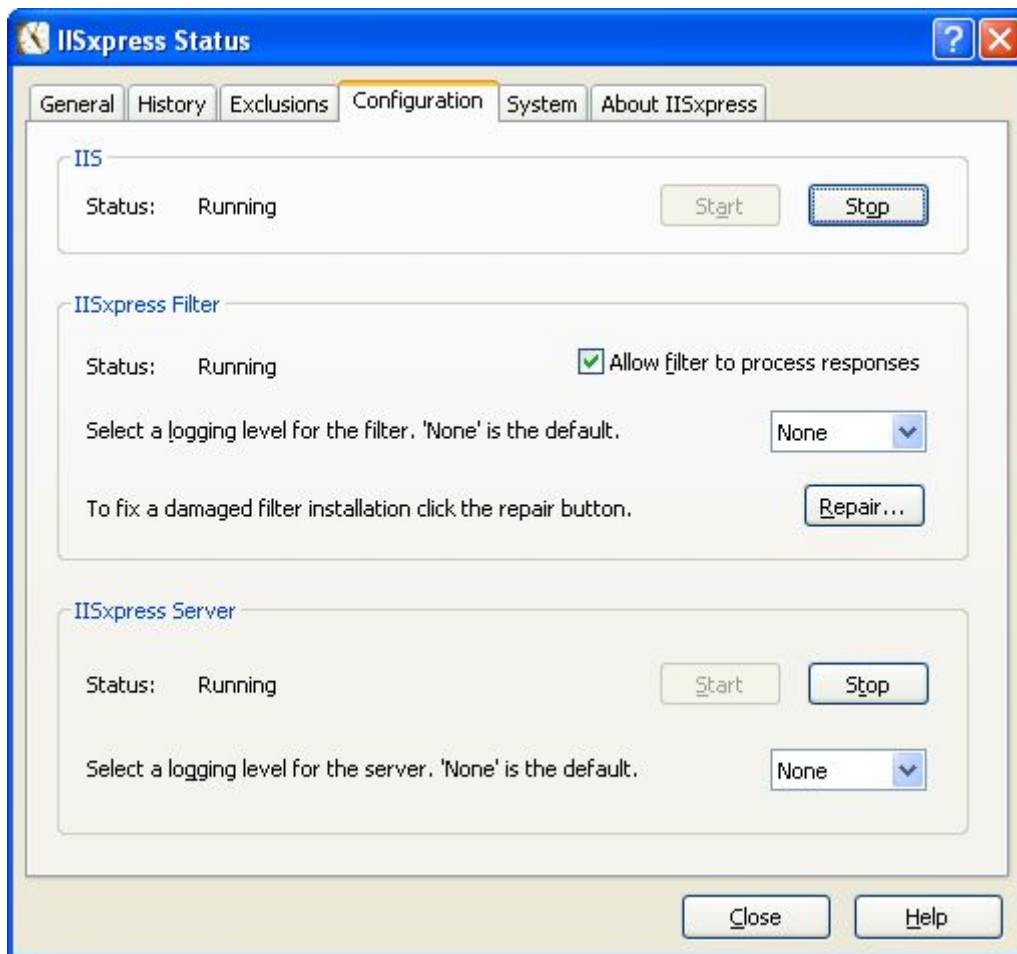 IISxpress Status
General History Exclusions Configuration System About IISxpress
IIS
Status: Running Start Stop
IISxpress Filter
Status: Running Allow filter to process responses
Select a logging level for the filter. 'None' is the default. None
To fix a damaged filter installation click the repair button. Repair...
IISxpress Server
Status: Running Start Stop
Select a logging level for the server. 'None' is the default. None
Close Help